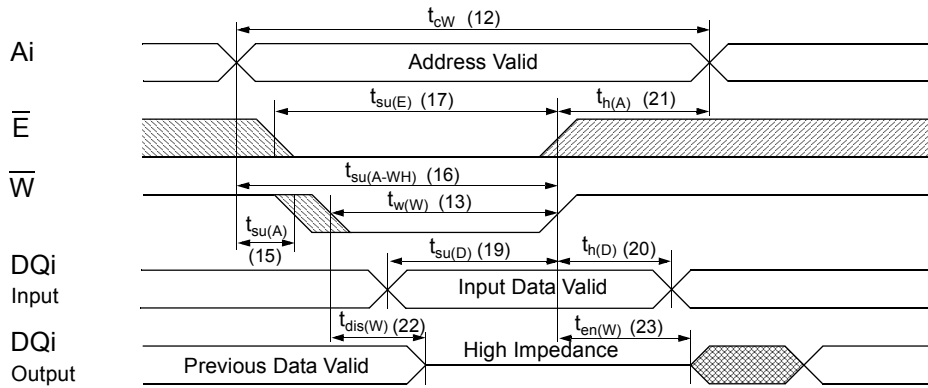 t_cW (12)
Ai
Address Valid
t_su(E) (17)
t_h(A) (21)
E̅
t_su(A-WH) (16)
W̅
t_w(W) (13)
t_su(A)
(15)
t_su(D) (19)
t_h(D) (20)
DQi
Input
Input Data Valid
t_dis(W) (22)
t_en(W) (23)
DQi
Output
Previous Data Valid
High Impedance